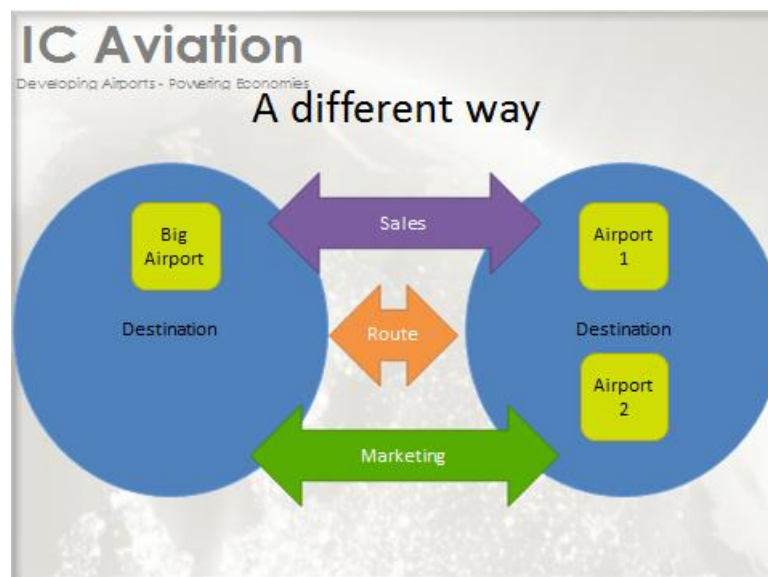 IC Aviation
Developing Airports - Powering Economies
A different way
Sales
Big
Airport
Airport
1
Destination
Route
Destination
Airport
2
Marketing